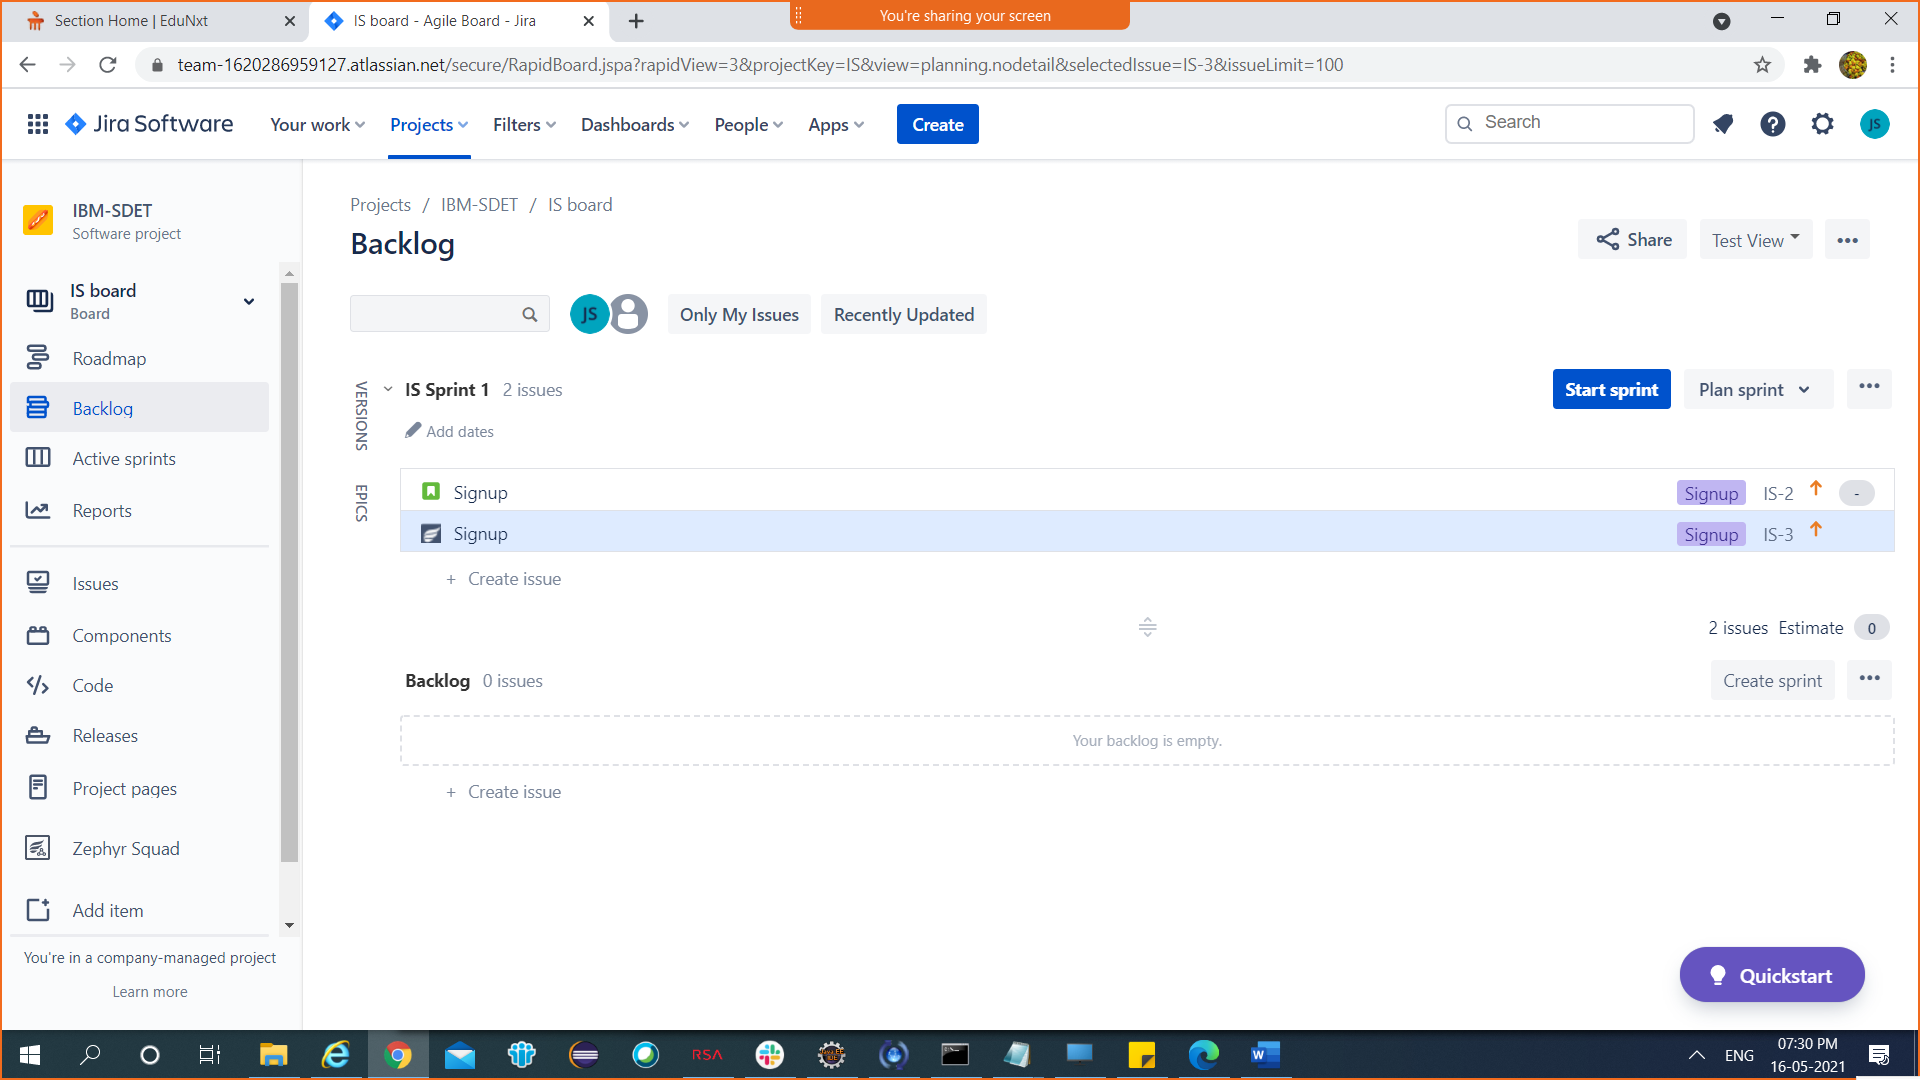 Section Home | EduNxt
IS board - Agile Board - Jira
You're sharing your screen
team-1620286959127.atlassian.net/secure/RapidBoard.jspa?rapidView=3&projectKey=IS&view=planning.nodetail&selectedIssue=IS-3&issueLimit=100
Jira Software
Your work
Projects
Filters
Dashboards
People
Apps
Create
Search
JS
IBM-SDET
Software project
IS board
Board
Roadmap
Backlog
Active sprints
Reports
Issues
Components
Code
Releases
Project pages
Zephyr Squad
Add item
You're in a company-managed project
Learn more
Projects / IBM-SDET / IS board
Backlog
Share
Test View
JS
Only My Issues
Recently Updated
VERSIONS
EPICS
IS Sprint 1 2 issues
Start sprint
Plan sprint
Add dates
Signup Signup IS-2 -
Signup Signup IS-3
+ Create issue
2 issues Estimate 0
Backlog 0 issues
Create sprint
Your backlog is empty.
+ Create issue
Quickstart
RSA
ENG
07:30 PM
16-05-2021